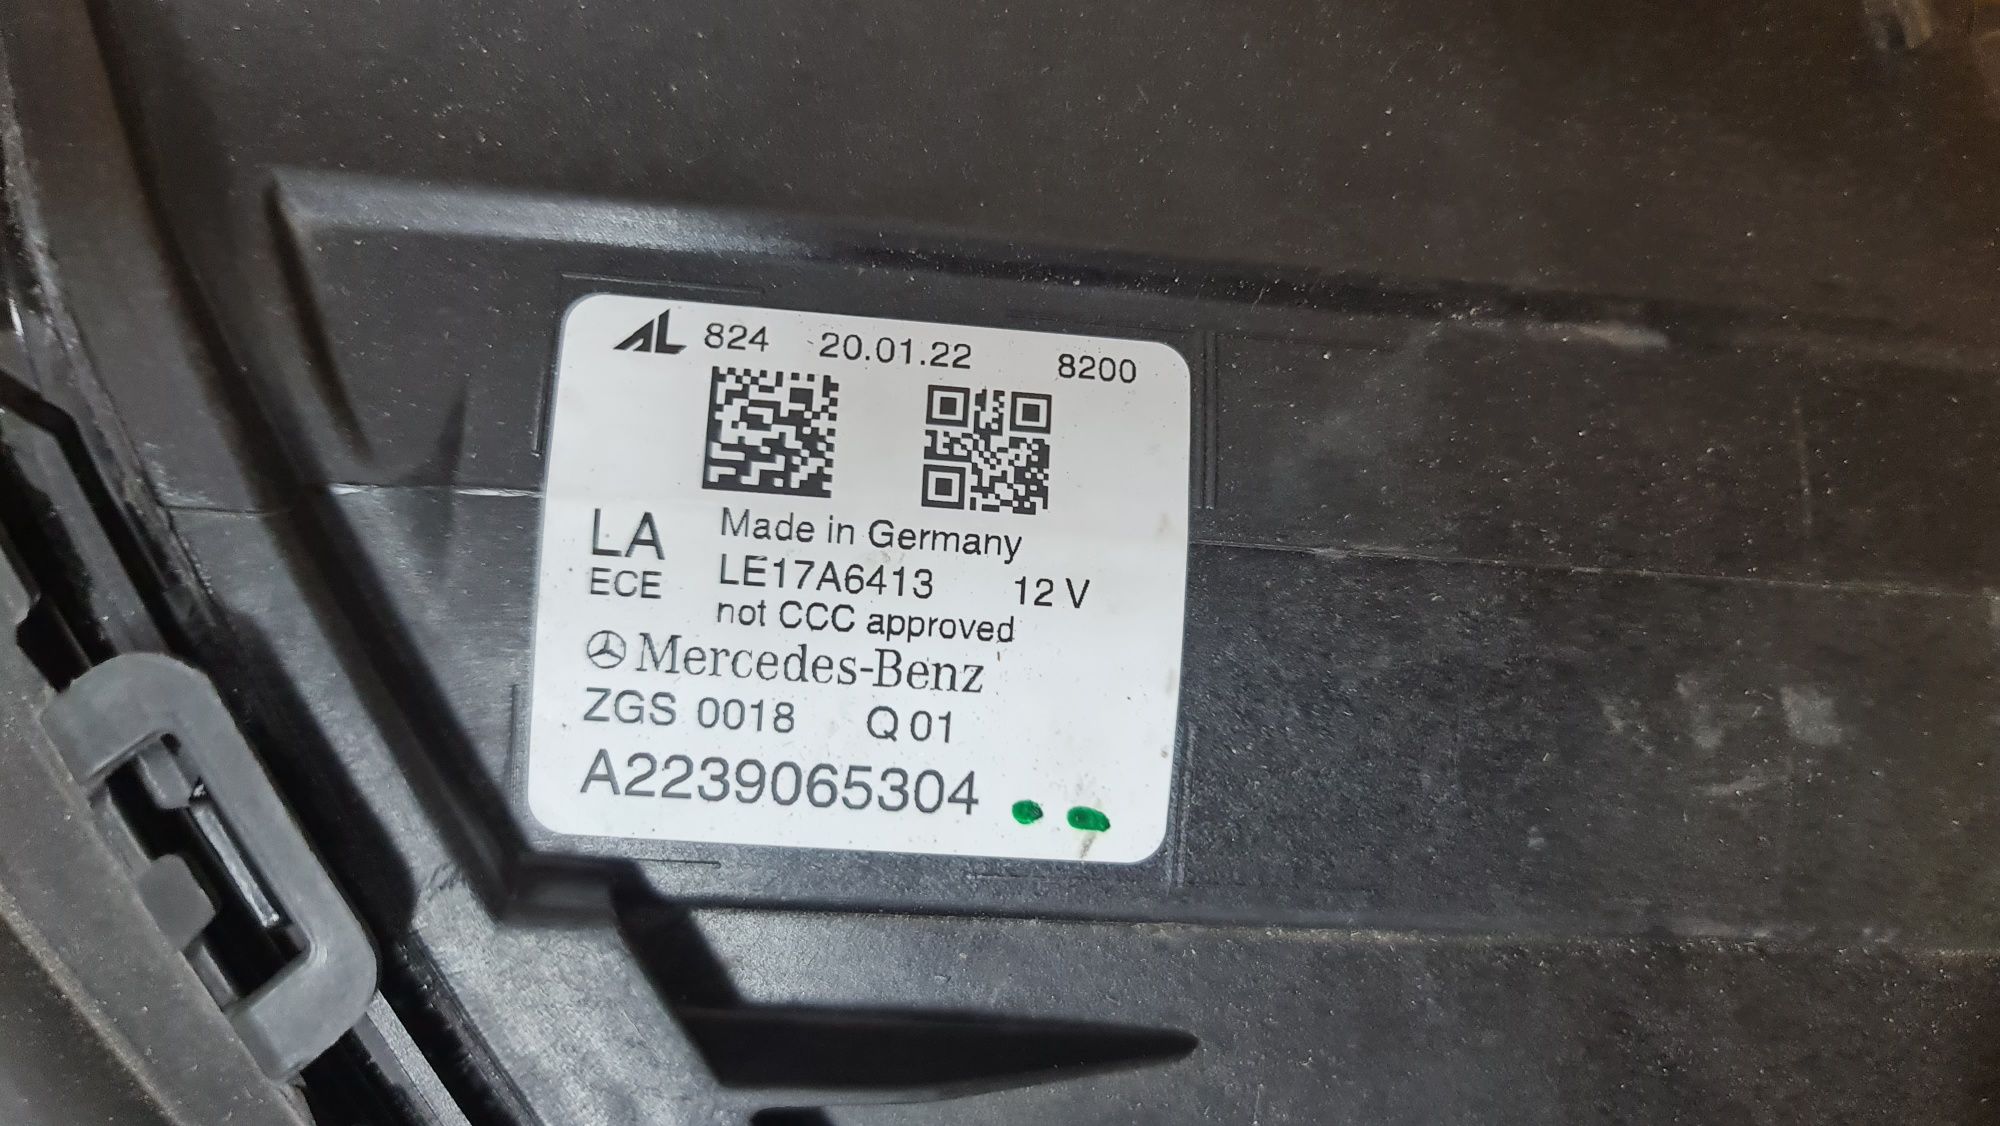 AL 824 20.01.22 8200
LA Made in Germany
ECE LE17A6413 12 V
not CCC approved
Mercedes-Benz
ZGS 0018 Q 01
A2239065304